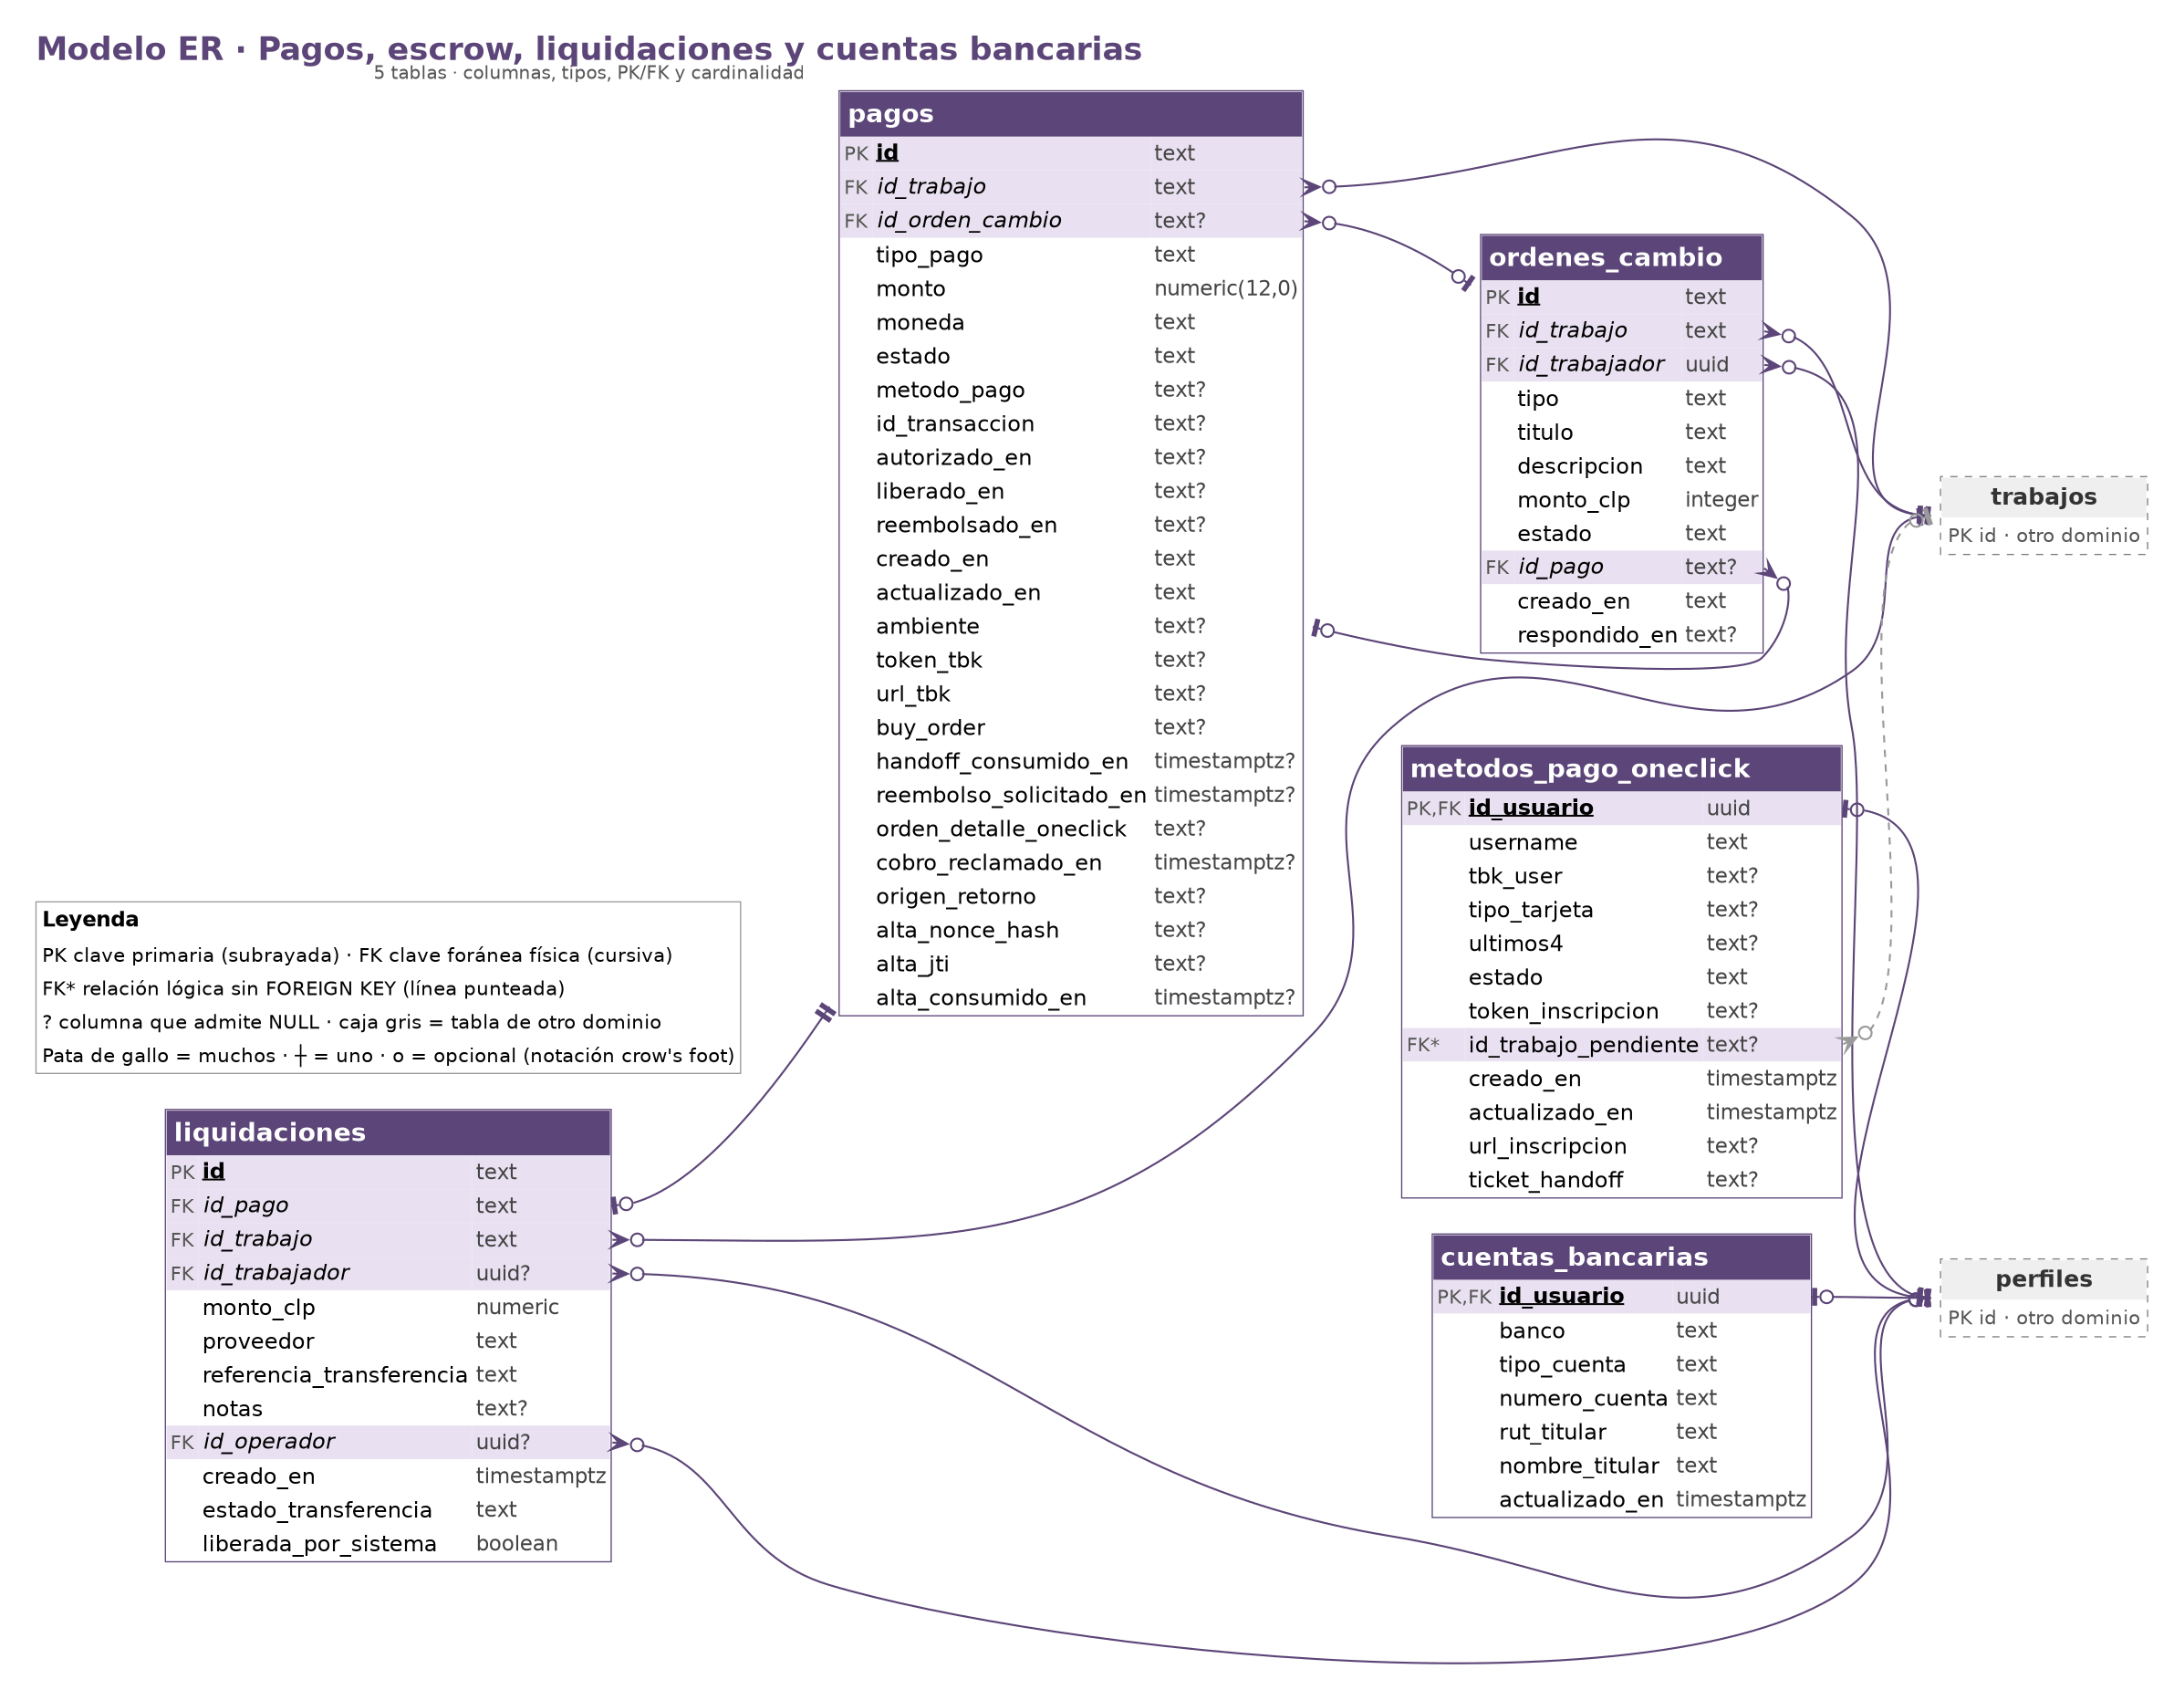 Modelo ER · Pagos, escrow, liquidaciones y cuentas bancarias
5 tablas · columnas, tipos, PK/FK y cardinalidad
pagos
PK id text
FK id_trabajo text
FK id_orden_cambio text?
tipo_pago text
monto numeric(12,0)
moneda text
estado text
metodo_pago text?
id_transaccion text?
autorizado_en text?
liberado_en text?
reembolsado_en text?
creado_en text
actualizado_en text
ambiente text?
token_tbk text?
url_tbk text?
buy_order text?
handoff_consumido_en timestamptz?
reembolso_solicitado_en timestamptz?
orden_detalle_oneclick text?
cobro_reclamado_en timestamptz?
origen_retorno text?
alta_nonce_hash text?
alta_jti text?
alta_consumido_en timestamptz?
ordenes_cambio
PK id text
FK id_trabajo text
FK id_trabajador uuid
tipo text
titulo text
descripcion text
monto_clp integer
estado text
FK id_pago text?
creado_en text
respondido_en text?
trabajos
PK id · otro dominio
metodos_pago_oneclick
PK,FK id_usuario uuid
username text
tbk_user text?
tipo_tarjeta text?
ultimos4 text?
estado text
token_inscripcion text?
FK* id_trabajo_pendiente text?
creado_en timestamptz
actualizado_en timestamptz
url_inscripcion text?
ticket_handoff text?
Leyenda
PK clave primaria (subrayada) · FK clave foránea física (cursiva)
FK* relación lógica sin FOREIGN KEY (línea punteada)
? columna que admite NULL · caja gris = tabla de otro dominio
Pata de gallo = muchos · ┼ = uno · o = opcional (notación crow's foot)
liquidaciones
PK id text
FK id_pago text
FK id_trabajo text
FK id_trabajador uuid?
monto_clp numeric
proveedor text
referencia_transferencia text
notas text?
FK id_operador uuid?
creado_en timestamptz
estado_transferencia text
liberada_por_sistema boolean
cuentas_bancarias
PK,FK id_usuario uuid
banco text
tipo_cuenta text
numero_cuenta text
rut_titular text
nombre_titular text
actualizado_en timestamptz
perfiles
PK id · otro dominio